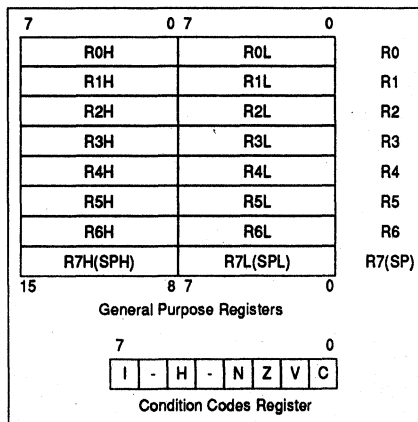 7 0 7 0
R0H R0L R0
R1H R1L R1
R2H R2L R2
R3H R3L R3
R4H R4L R4
R5H R5L R5
R6H R6L R6
R7H(SPH) R7L(SPL) R7(SP)
15 8 7 0
General Purpose Registers
7 0
I - H - N Z V C
Condition Codes Register